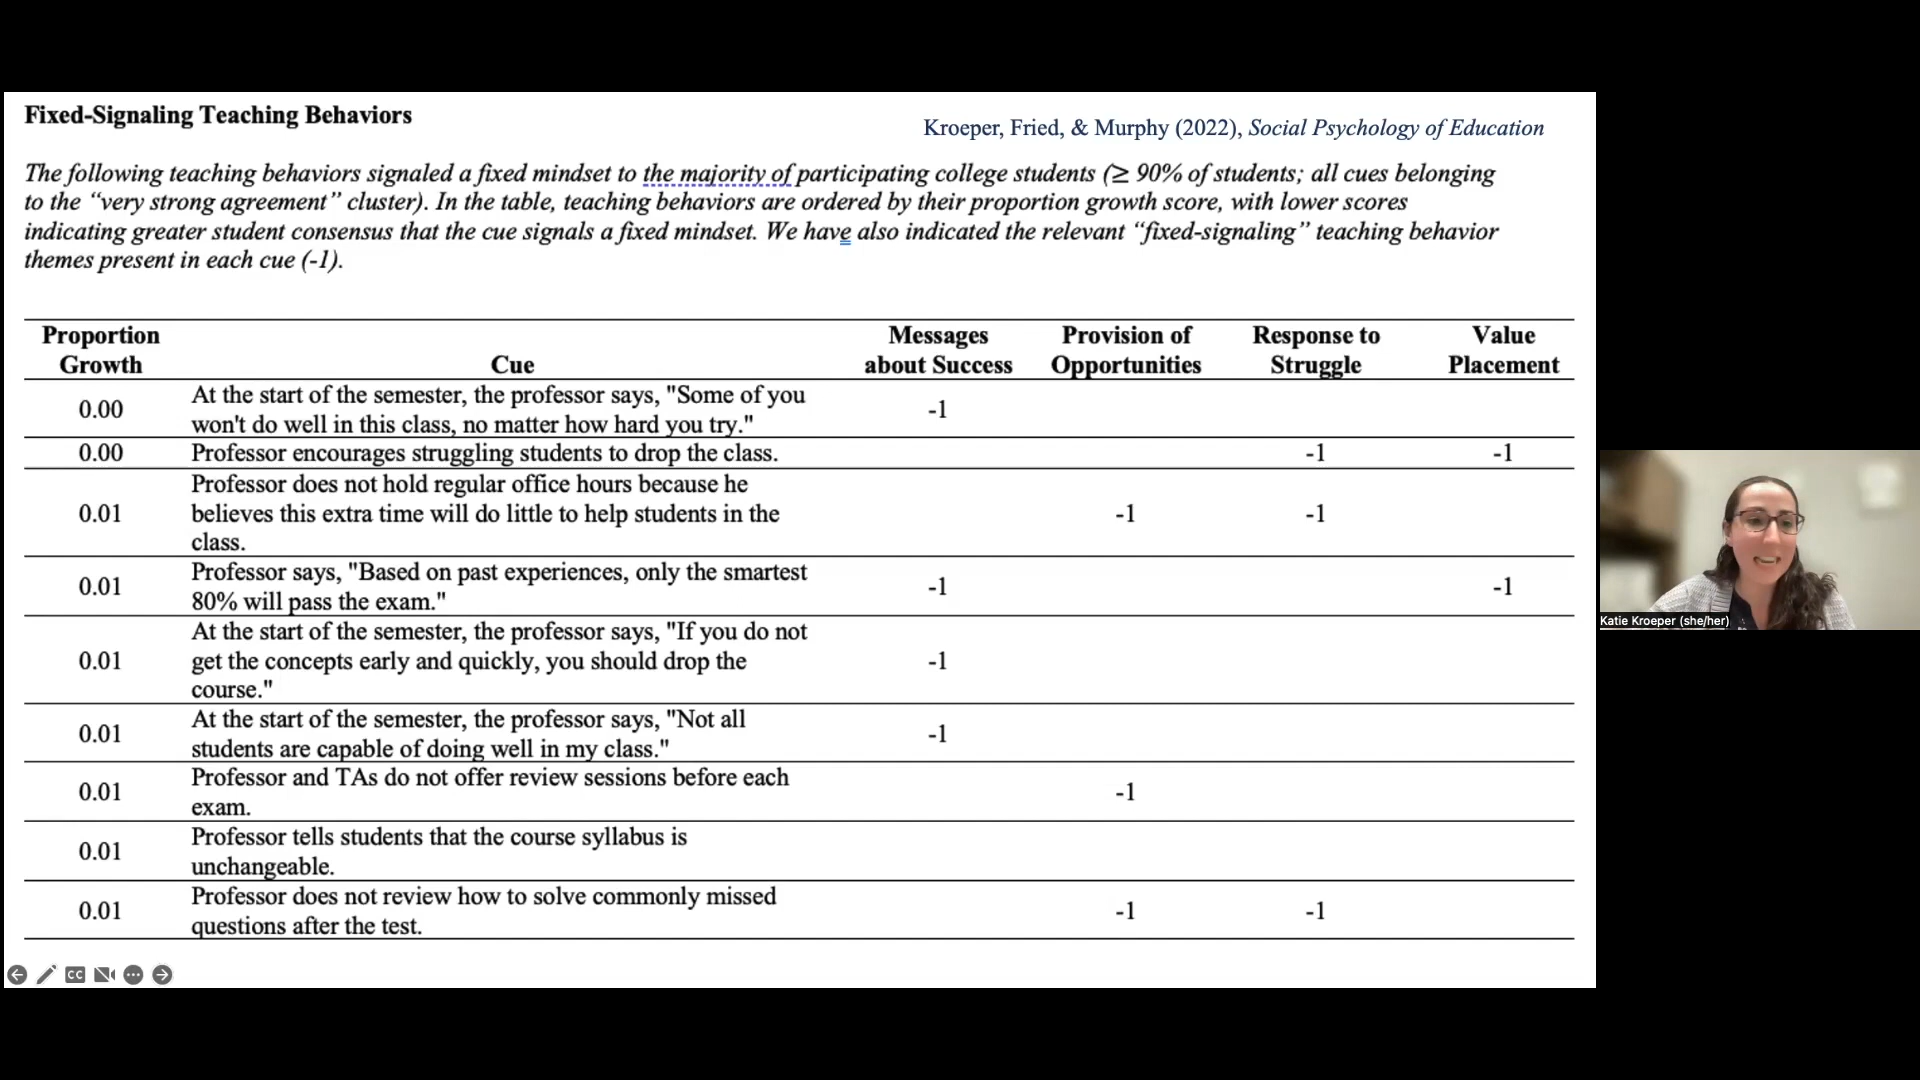 Fixed-Signaling Teaching Behaviors
Kroeper, Fried, & Murphy (2022), Social Psychology of Education
The following teaching behaviors signaled a fixed mindset to the majority of participating college students (≥ 90% of students; all cues belonging
to the “very strong agreement” cluster). In the table, teaching behaviors are ordered by their proportion growth score, with lower scores
indicating greater student consensus that the cue signals a fixed mindset. We have also indicated the relevant “fixed-signaling” teaching behavior
themes present in each cue (-1).
Proportion Growth
Cue
Messages about Success
Provision of Opportunities
Response to Struggle
Value Placement
0.00
At the start of the semester, the professor says, "Some of you
won't do well in this class, no matter how hard you try."
-1
0.00
Professor encourages struggling students to drop the class.
-1
-1
0.01
Professor does not hold regular office hours because he
believes this extra time will do little to help students in the
class.
-1
-1
0.01
Professor says, "Based on past experiences, only the smartest
80% will pass the exam."
-1
-1
0.01
At the start of the semester, the professor says, "If you do not
get the concepts early and quickly, you should drop the
course."
-1
0.01
At the start of the semester, the professor says, "Not all
students are capable of doing well in my class."
-1
0.01
Professor and TAs do not offer review sessions before each
exam.
-1
0.01
Professor tells students that the course syllabus is
unchangeable.
0.01
Professor does not review how to solve commonly missed
questions after the test.
-1
-1
CC
Katie Kroeper (she/her)